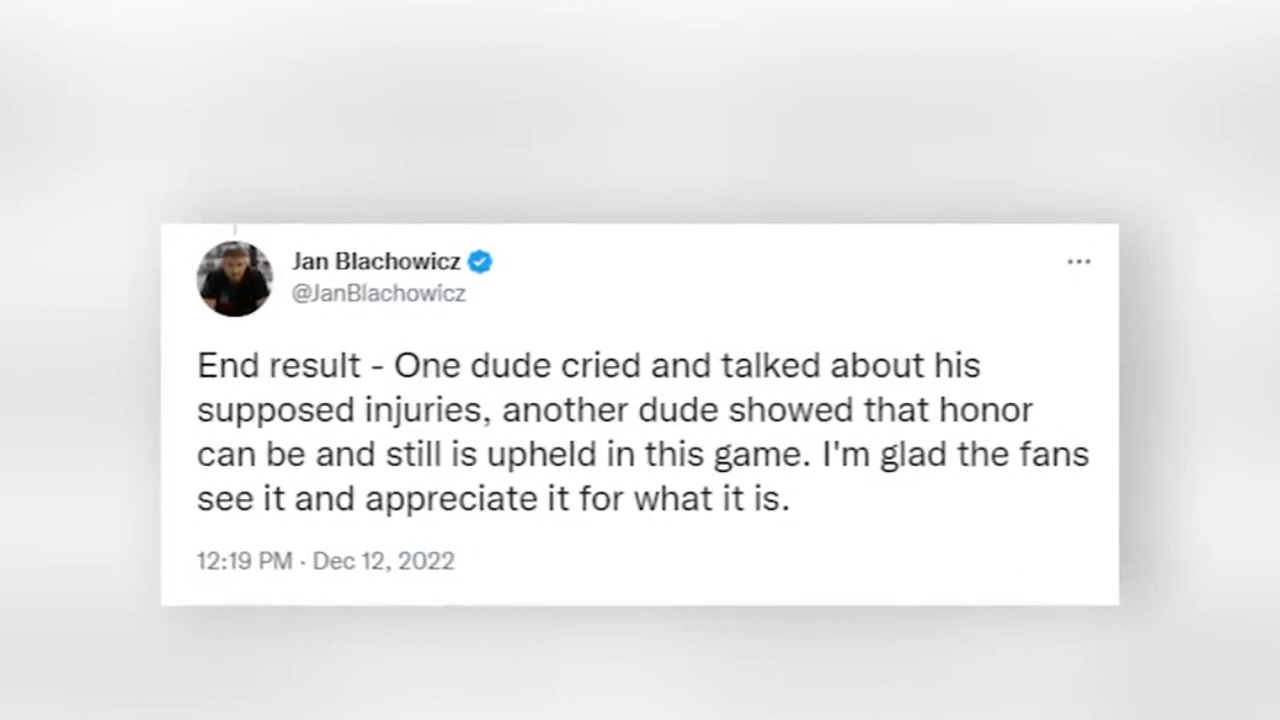 Jan Blachowicz
@JanBlachowicz
End result - One dude cried and talked about his
supposed injuries, another dude showed that honor
can be and still is upheld in this game. I'm glad the fans
see it and appreciate it for what it is.
12:19 PM · Dec 12, 2022